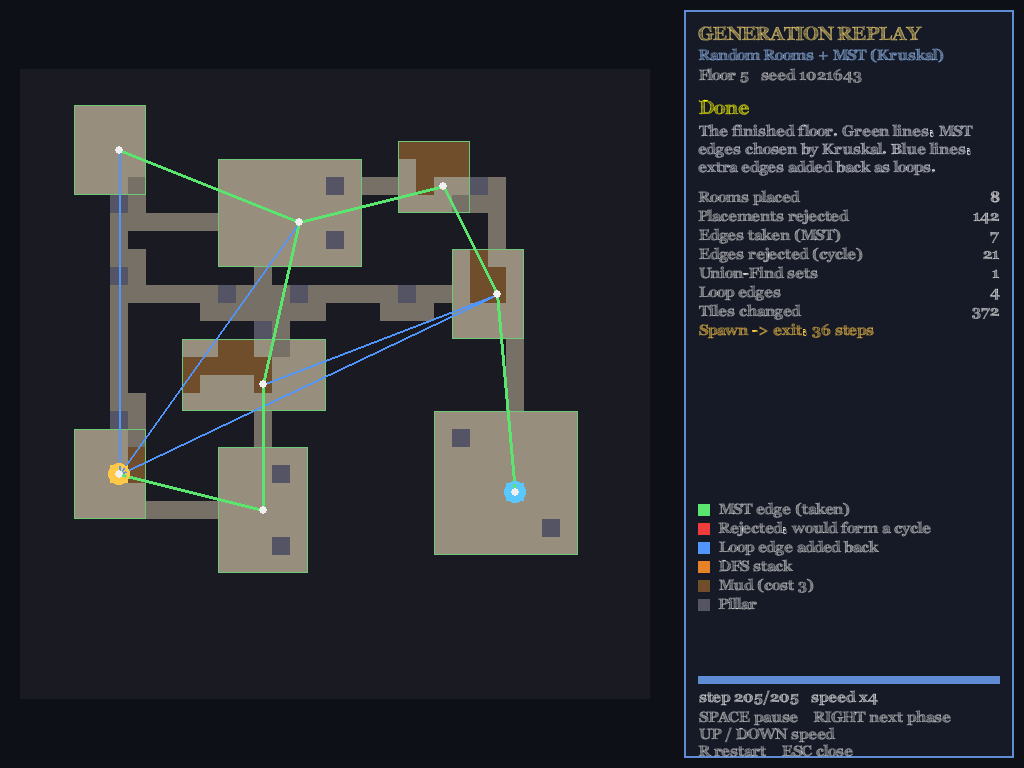 GENERATION REPLAY
Random Rooms + MST (Kruskal)
Floor 5 seed 1021643
Done
The finished floor. Green lines: MST
edges chosen by Kruskal. Blue lines:
extra edges added back as loops.
Rooms placed 8
Placements rejected 142
Edges taken (MST) 7
Edges rejected (cycle) 21
Union-Find sets 1
Loop edges 4
Tiles changed 372
Spawn -> exit: 36 steps
MST edge (taken)
Rejected: would form a cycle
Loop edge added back
DFS stack
Mud (cost 3)
Pillar
step 205/205 speed x4
SPACE pause RIGHT next phase
UP / DOWN speed
R restart ESC close